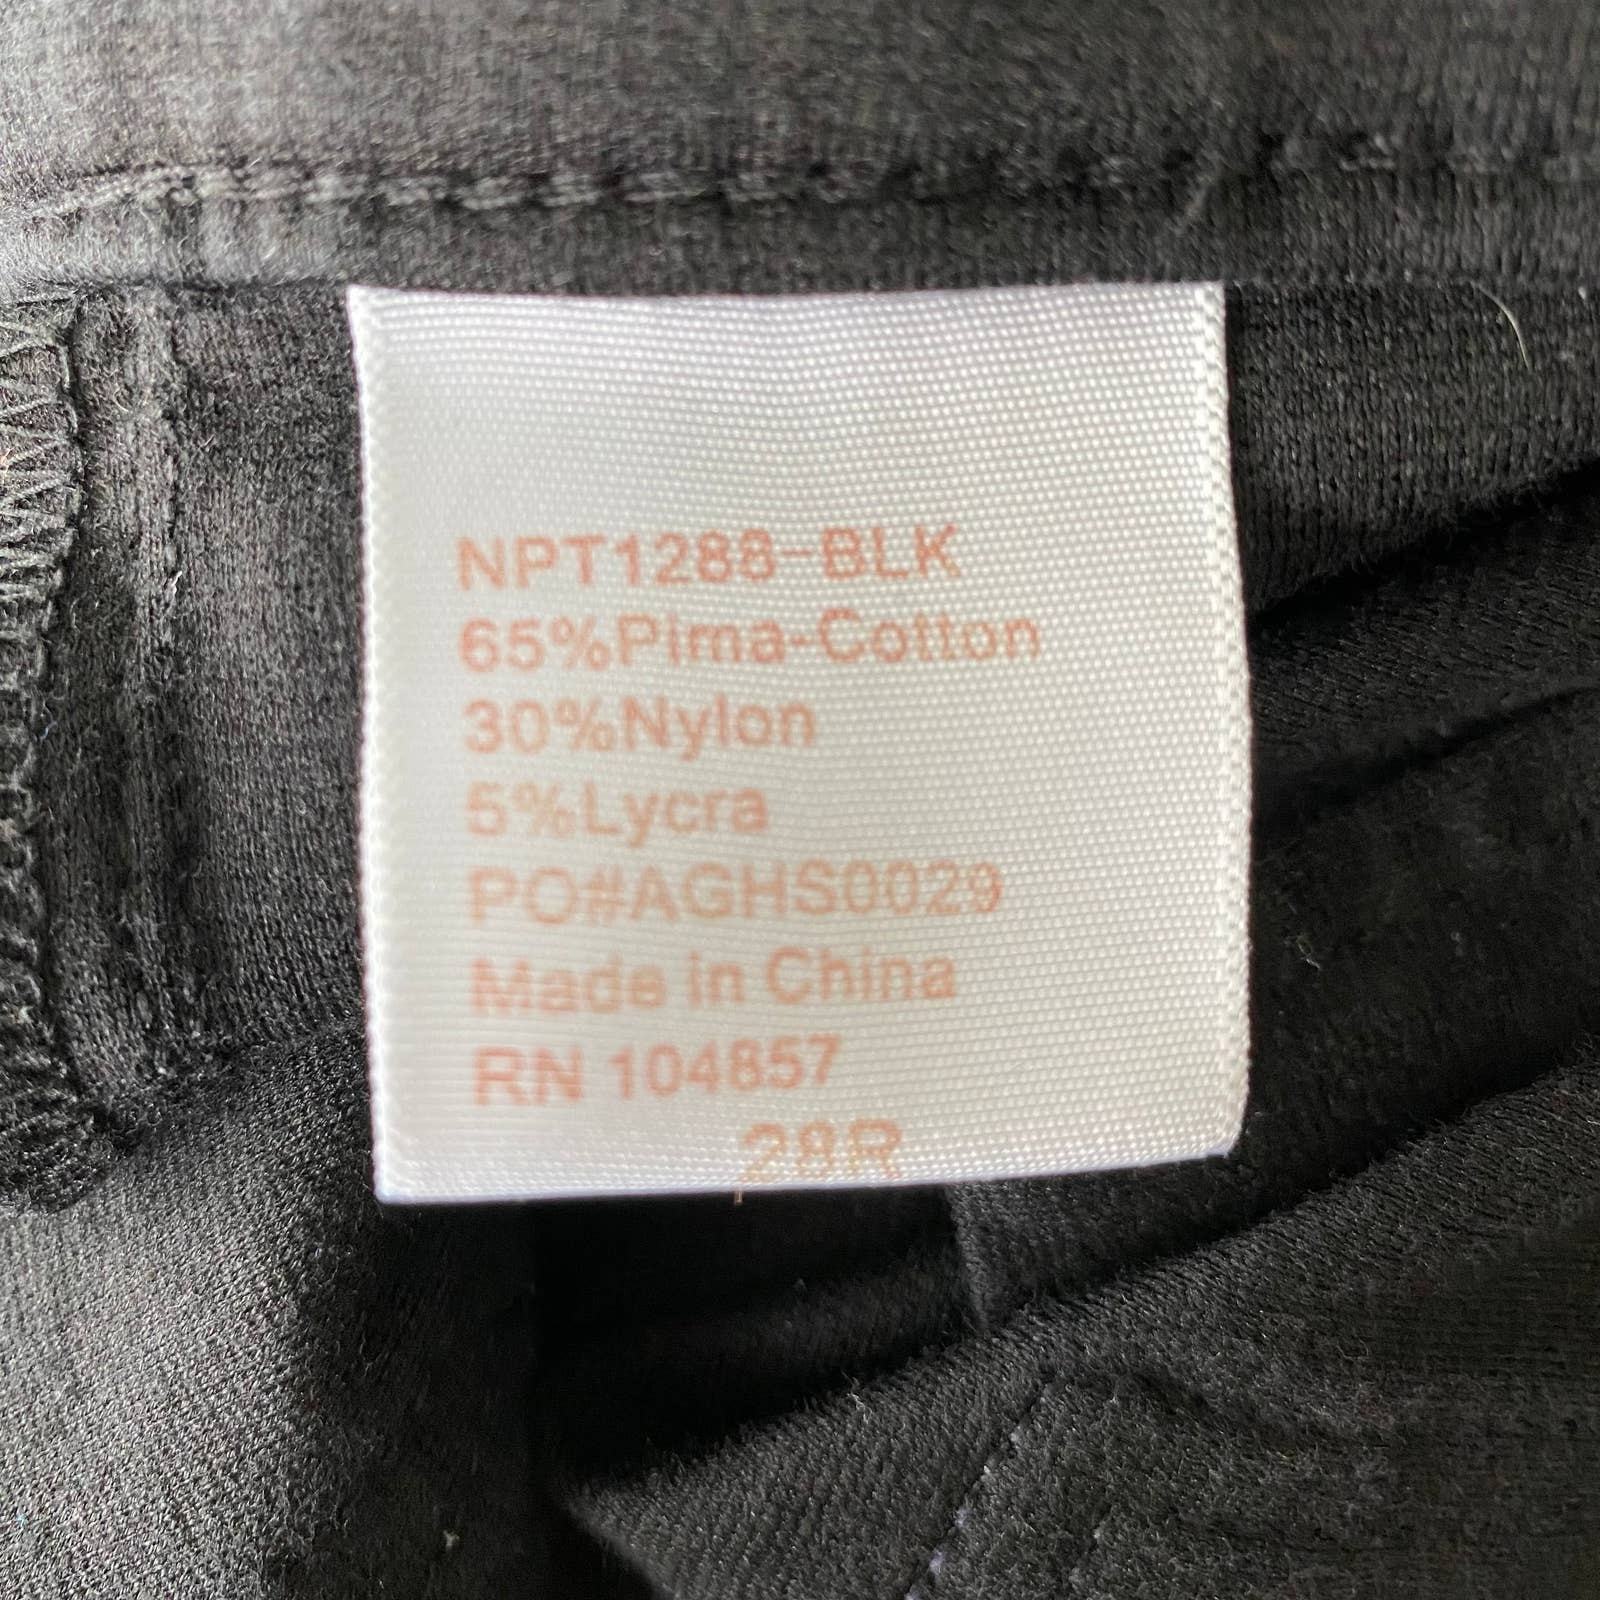 NPT1288-BLK
65%Pima-Cotton
30%Nylon
5%Lycra
PO#AGHS0029
Made in China
RN 104857
28R